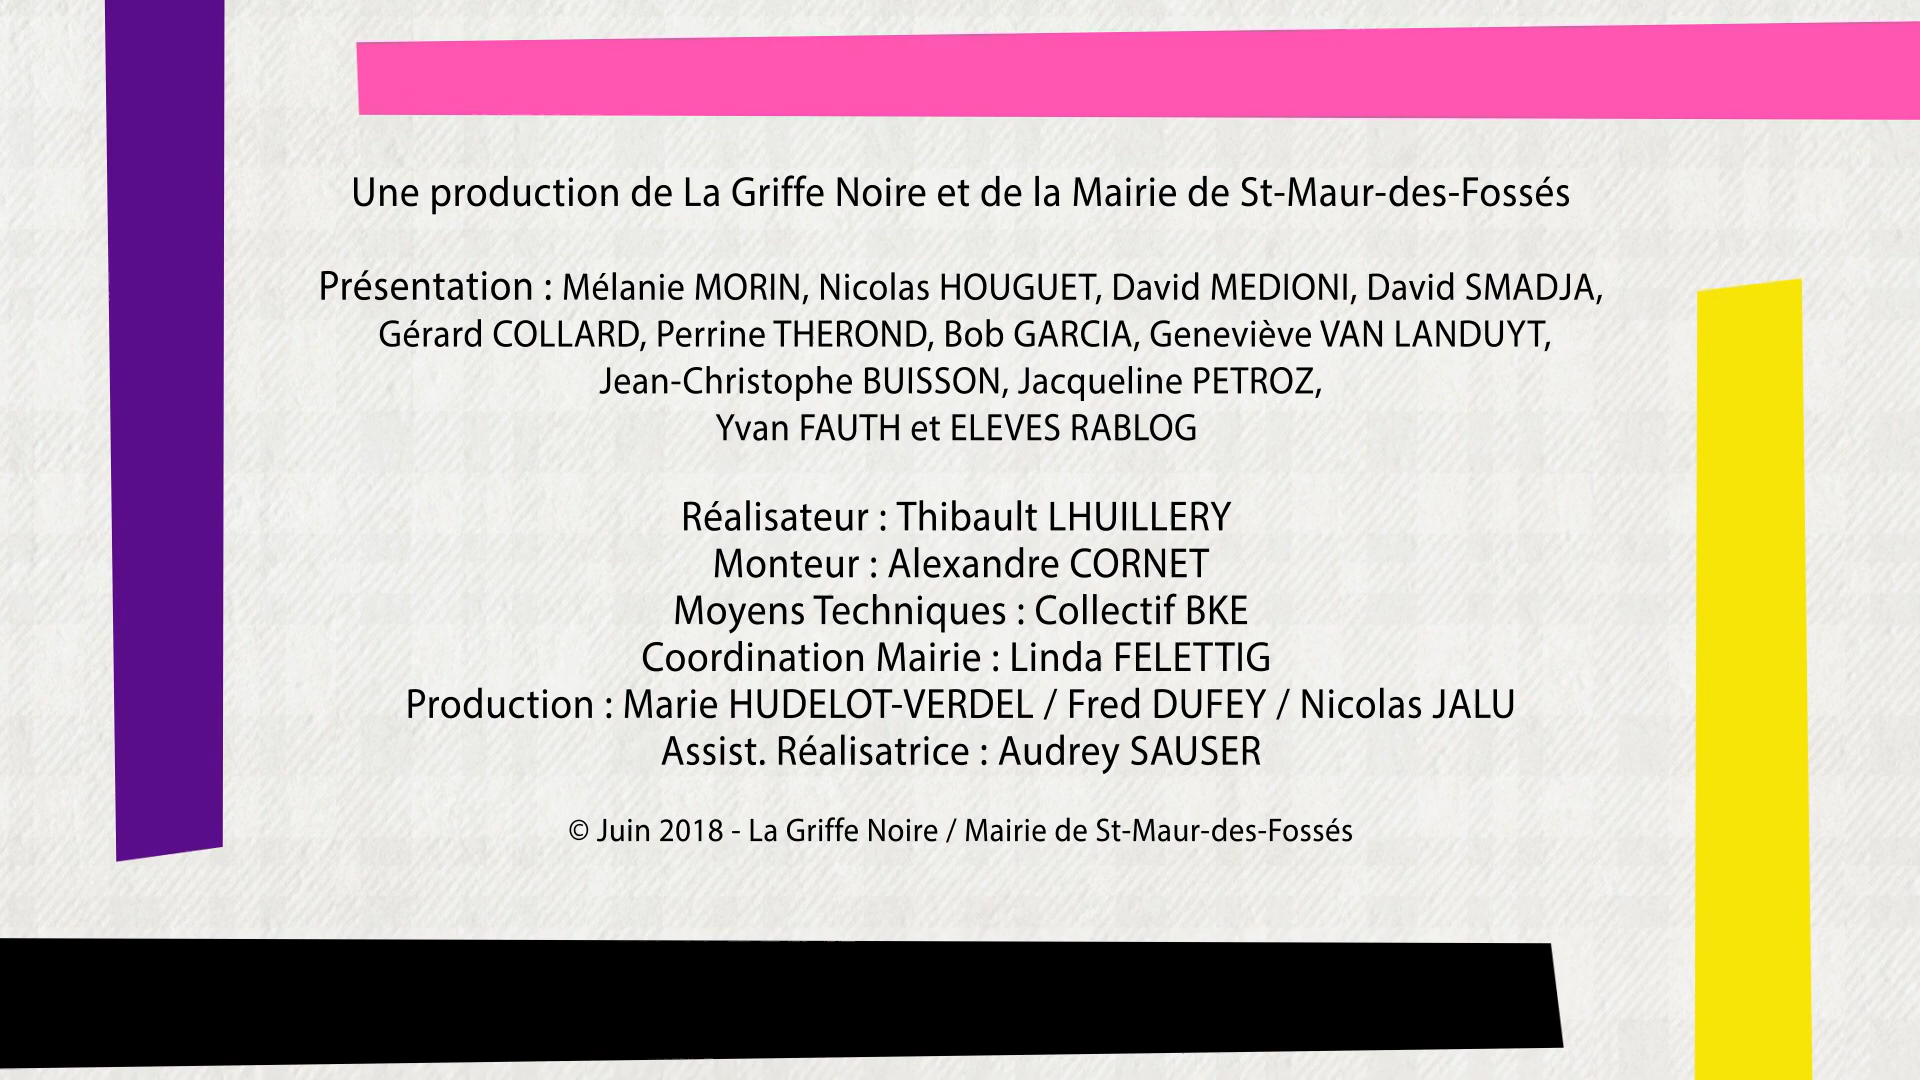 Une production de La Griffe Noire et de la Mairie de St-Maur-des-Fossés
Présentation : Mélanie MORIN, Nicolas HOUGUET, David MEDIONI, David SMADJA,
Gérard COLLARD, Perrine THEROND, Bob GARCIA, Geneviève VAN LANDUYT,
Jean-Christophe BUISSON, Jacqueline PETROZ,
Yvan FAUTH et ELEVES RABLOG
Réalisateur : Thibault LHUILLERY
Monteur : Alexandre CORNET
Moyens Techniques : Collectif BKE
Coordination Mairie : Linda FELETTIG
Production : Marie HUDELOT-VERDEL / Fred DUFEY / Nicolas JALU
Assist. Réalisatrice : Audrey SAUSER
© Juin 2018 - La Griffe Noire / Mairie de St-Maur-des-Fossés